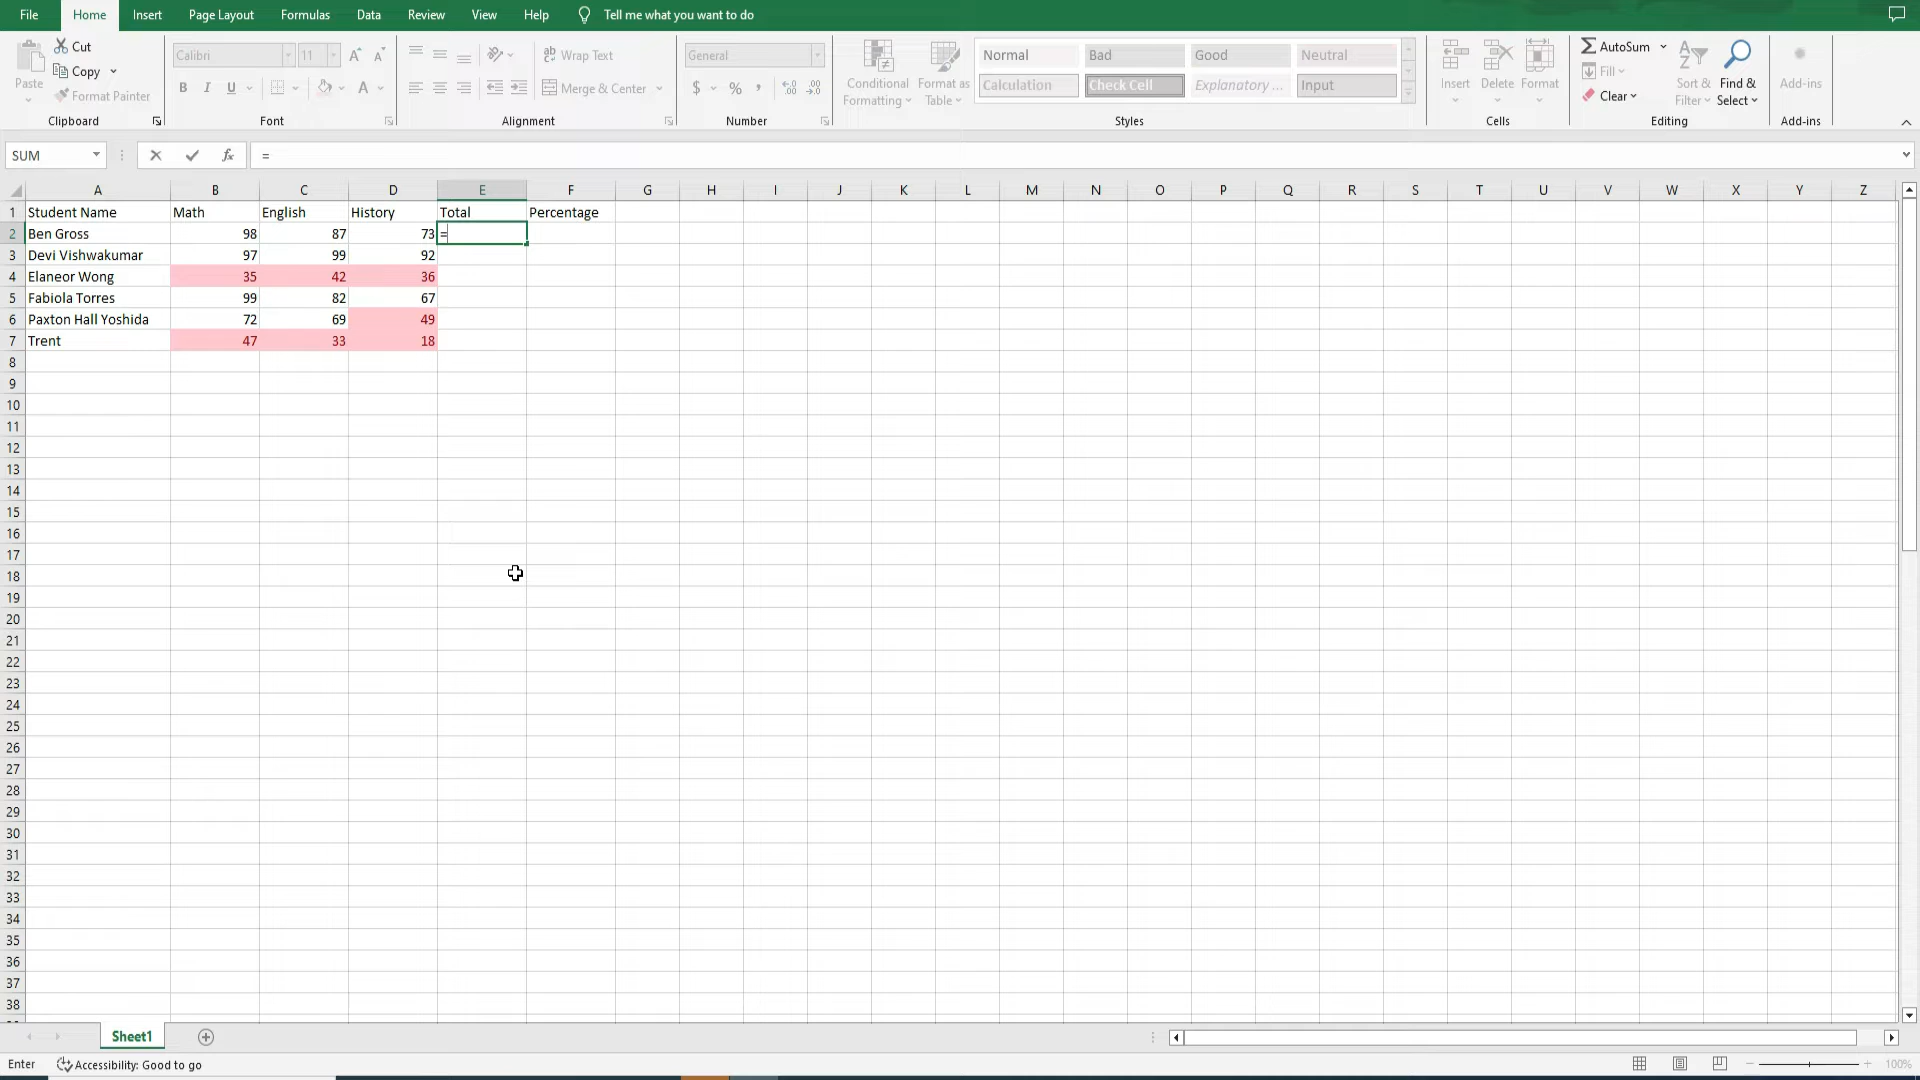 File Home Insert Page Layout Formulas Data Review View Help Tell me what you want to do
Paste
Cut
Copy
Format Painter
Clipboard
Calibri 11
B I U
Font
Wrap Text
Merge & Center
Alignment
General
$ % ,
Number
Conditional Formatting
Format as Table
Normal Bad Good Neutral
Calculation Check Cell Explanatory ... Input
Styles
Insert Delete Format
Cells
AutoSum
Fill
Clear
Sort & Filter
Find & Select
Editing
Add-ins
Add-ins
SUM fx =
A B C D E F G H I J K L M N O P Q R S T U V W X Y Z
1 Student Name Math English History Total Percentage
2 Ben Gross 98 87 73 =
3 Devi Vishwakumar 97 99 92
4 Elaneor Wong 35 42 36
5 Fabiola Torres 99 82 67
6 Paxton Hall Yoshida 72 69 49
7 Trent 47 33 18
8
9
10
11
12
13
14
15
16
17
18
19
20
21
22
23
24
25
26
27
28
29
30
31
32
33
34
35
36
37
38
Sheet1
Enter Accessibility: Good to go 100%